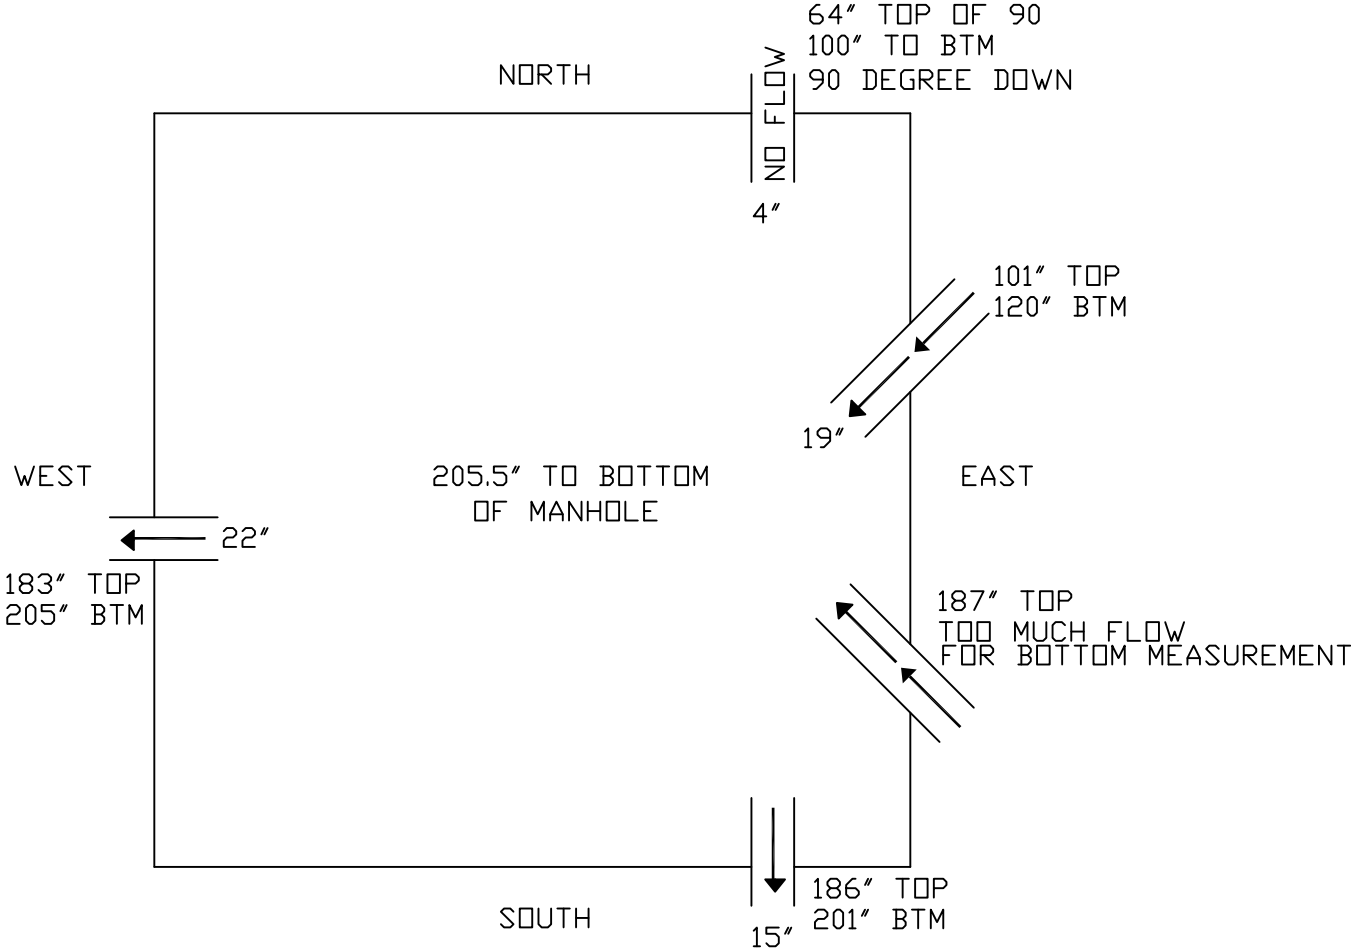 64" TOP OF 90
100" TO BTM
90 DEGREE DOWN
NORTH
NO FLOW
4"
101" TOP
120" BTM
19"
WEST
205.5" TO BOTTOM
OF MANHOLE
EAST
22"
183" TOP
205" BTM
187" TOP
TOO MUCH FLOW
FOR BOTTOM MEASUREMENT
186" TOP
201" BTM
SOUTH
15"